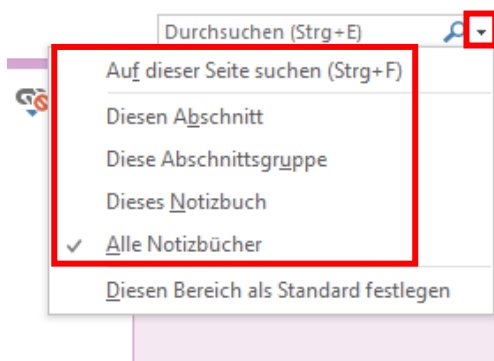 Durchsuchen (Strg+E)
Auf dieser Seite suchen (Strg+F)
Diesen Abschnitt
Diese Abschnittsgruppe
Dieses Notizbuch
Alle Notizbücher
Diesen Bereich als Standard festlegen